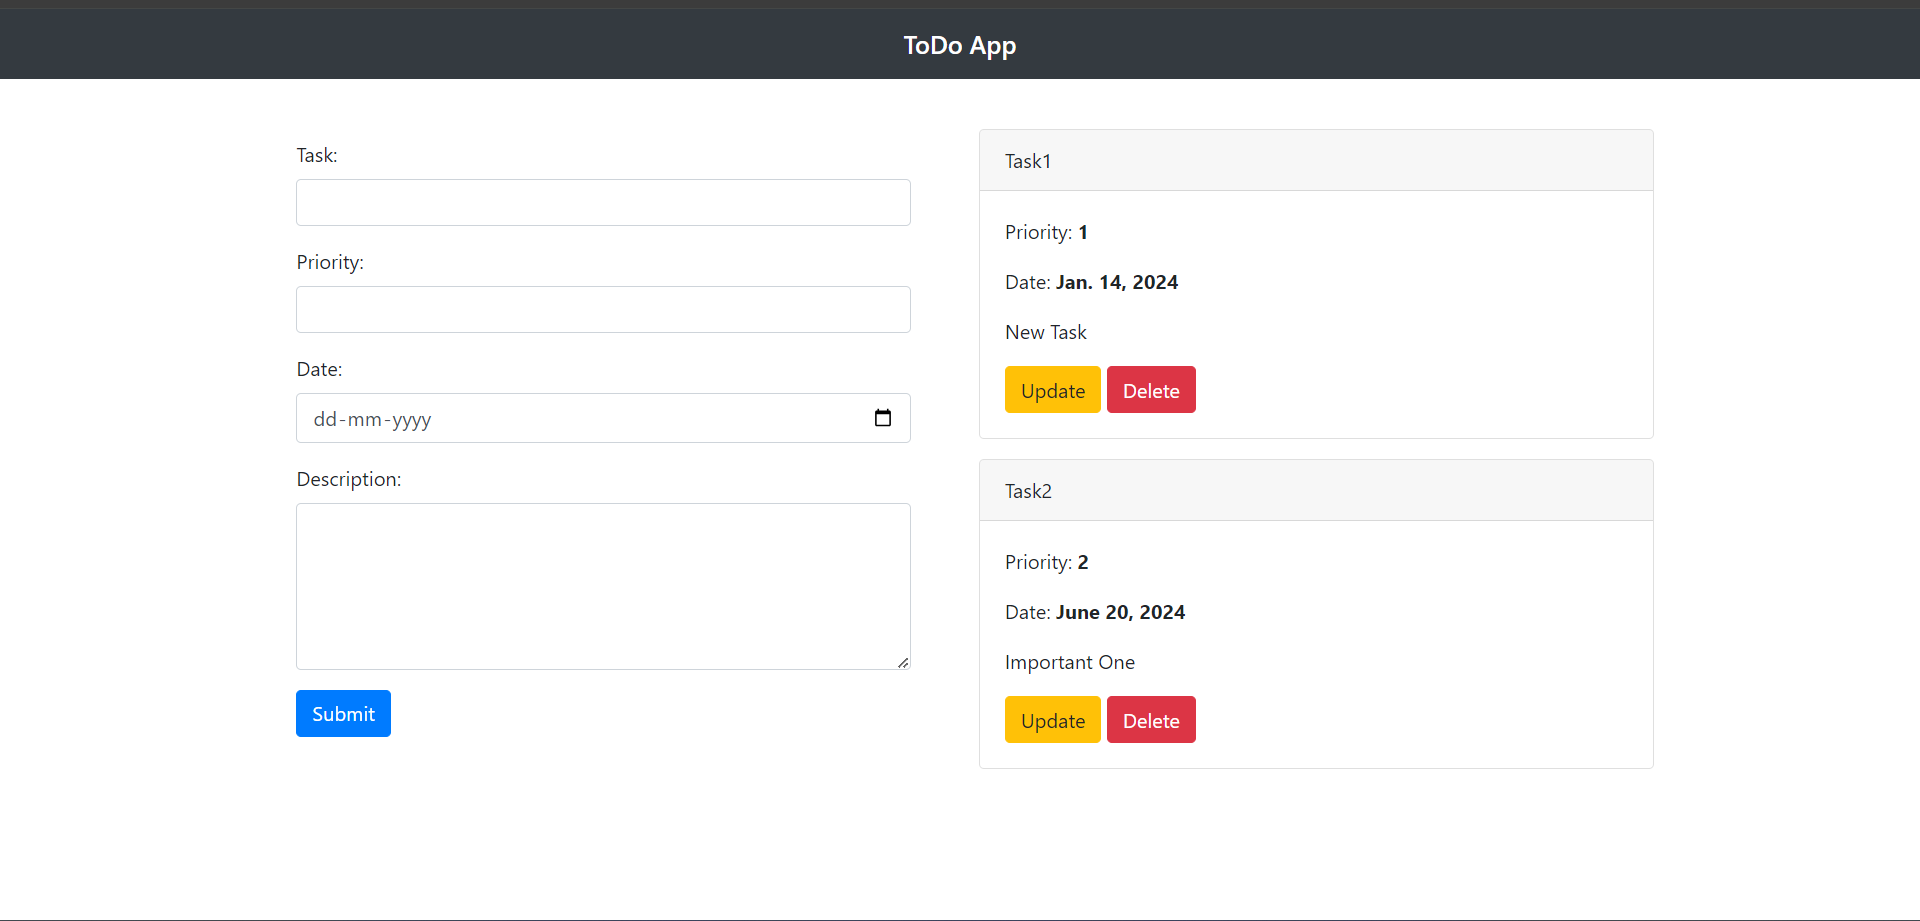 ToDo App
Task:
Priority:
Date:
dd-mm-yyyy
Description:
Submit
Task1
Priority: 1
Date: Jan. 14, 2024
New Task
Update Delete
Task2
Priority: 2
Date: June 20, 2024
Important One
Update Delete